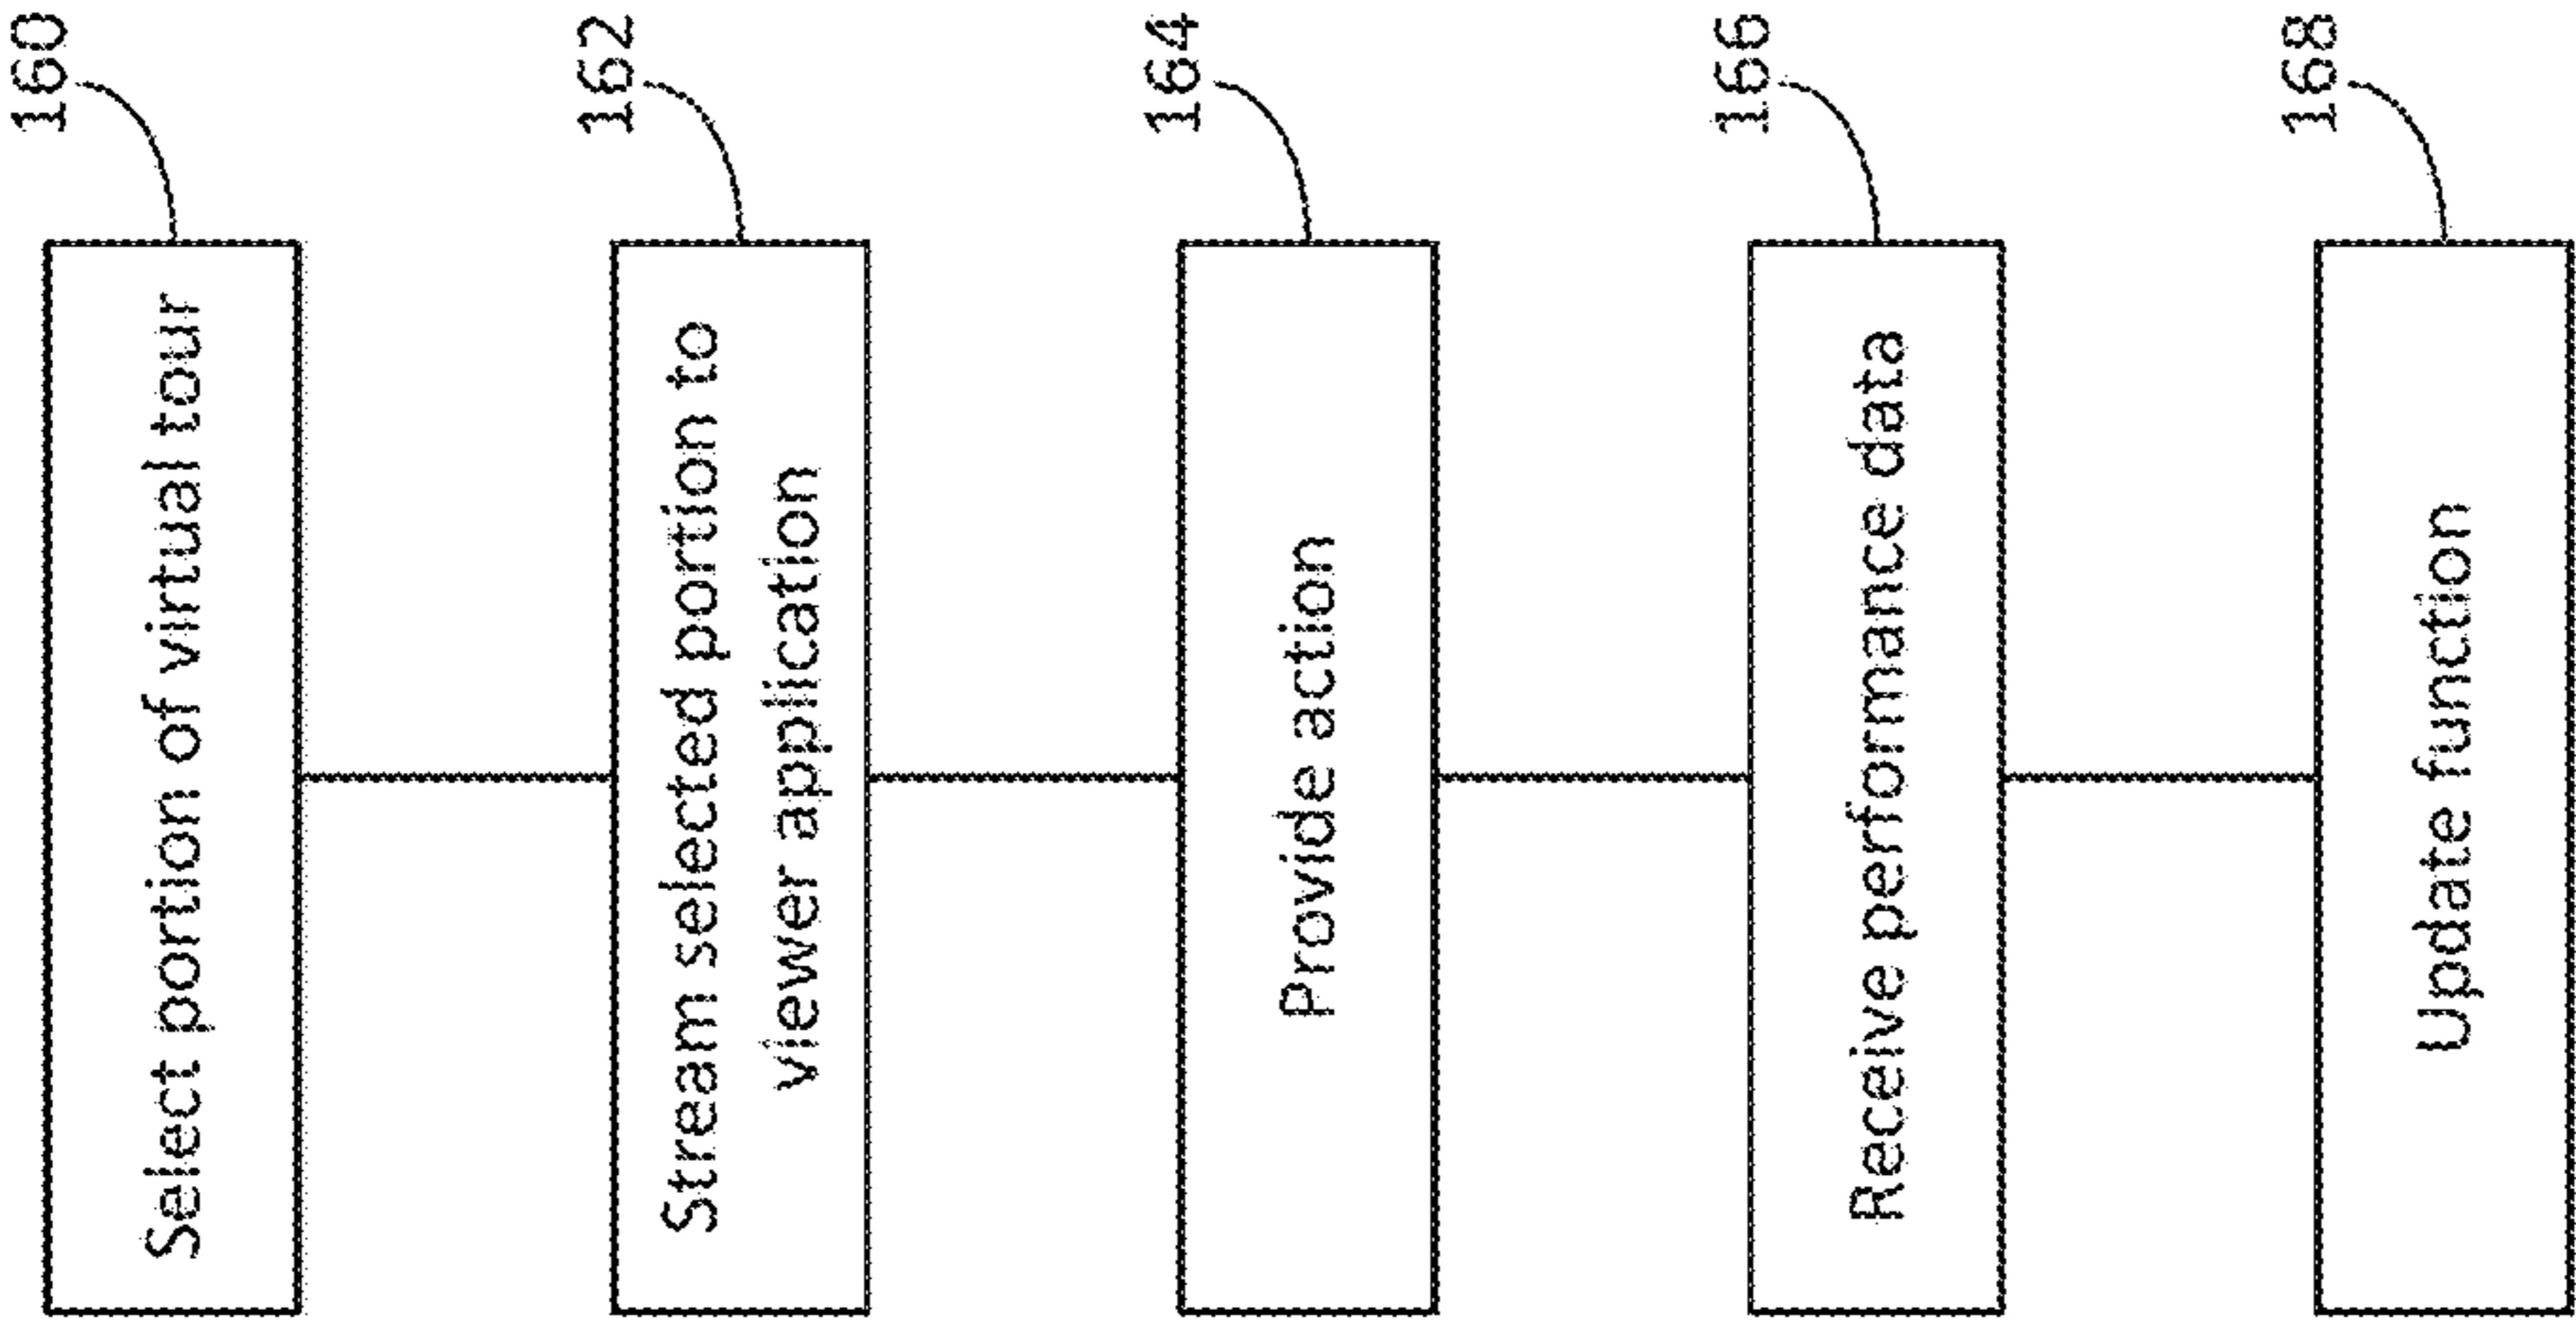 160
Select portion of virtual tour
162
Stream selected portion to
viewer application
164
Provide action
166
Receive performance data
168
Update function